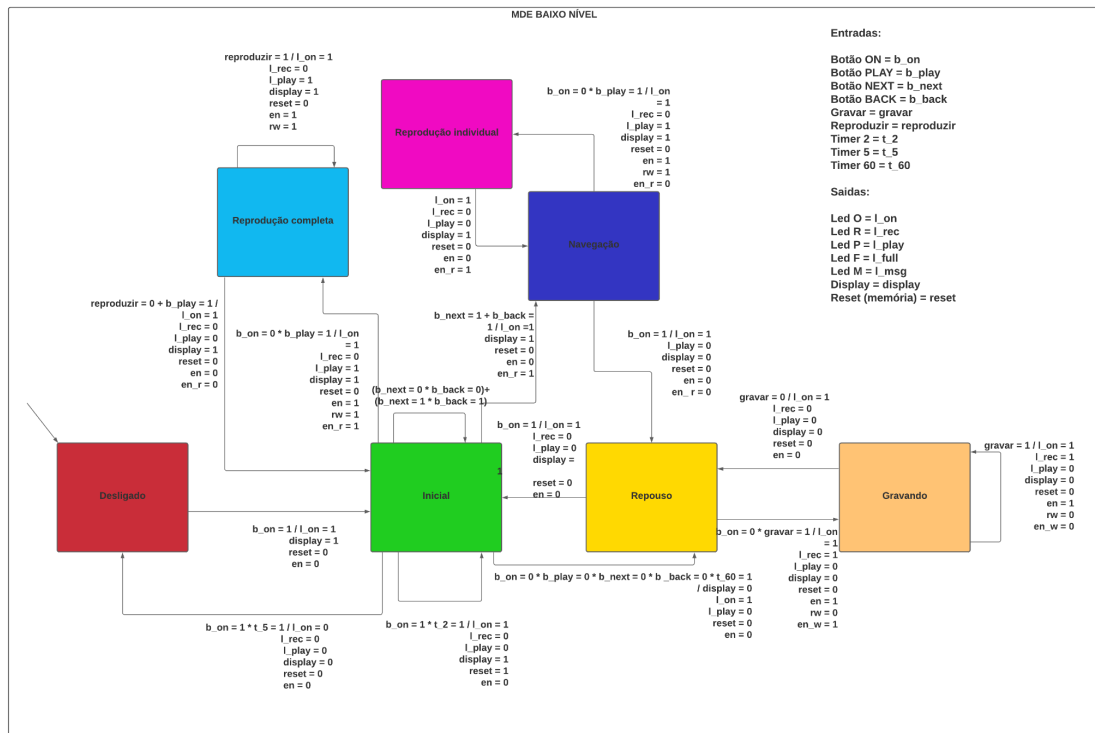 MDE BAIXO NÍVEL
Entradas:
Botão ON = b_on
Botão PLAY = b_play
Botão NEXT = b_next
Botão BACK = b_back
Gravar = gravar
Reproduzir = reproduzir
Timer 2 = t_2
Timer 5 = t_5
Timer 60 = t_60
Saidas:
Led O = l_on
Led R = l_rec
Led P = l_play
Led F = l_full
Led M = l_msg
Display = display
Reset (memória) = reset
reproduzir = 1 / l_on = 1
l_rec = 0
l_play = 1
display = 1
reset = 0
en = 1
rw = 1
Reprodução individual
b_on = 0 * b_play = 1 / l_on
= 1
l_rec = 0
l_play = 1
display = 1
reset = 0
en = 1
rw = 1
en_r = 0
Reprodução completa
l_on = 1
l_rec = 0
l_play = 0
display = 1
reset = 0
en = 0
en_r = 1
Navegação
reproduzir = 0 + b_play = 1 /
l_on = 1
l_rec = 0
l_play = 0
display = 1
reset = 0
en = 0
en_r = 0
b_on = 0 * b_play = 1 / l_on
= 1
l_rec = 0
l_play = 1
display = 1
reset = 0
en = 1
rw = 1
en_r = 1
b_next = 1 + b_back =
1 / l_on =1
display = 1
reset = 0
en = 0
en_r = 1
b_on = 1 / l_on = 1
l_play = 0
display = 0
reset = 0
en = 0
en_ r = 0
(b_next = 0 * b_back = 0)+
(b_next = 1 * b_back = 1)
b_on = 1 / l_on = 1
l_rec = 0
l_play = 0
display =
1
reset = 0
en = 0
gravar = 0 / l_on = 1
l_rec = 0
l_play = 0
display = 0
reset = 0
en = 0
gravar = 1 / l_on = 1
l_rec = 1
l_play = 0
display = 0
reset = 0
en = 1
rw = 0
en_w = 0
Desligado
Inicial
Repouso
Gravando
b_on = 1 / l_on = 1
display = 1
reset = 0
en = 0
b_on = 0 * gravar = 1 / l_on
= 1
l_rec = 1
l_play = 0
display = 0
reset = 0
en = 1
rw = 0
en_w = 1
b_on = 0 * b_play = 0 * b_next = 0 * b _back = 0 * t_60 = 1
/ display = 0
l_on = 1
l_play = 0
reset = 0
en = 0
b_on = 1 * t_5 = 1 / l_on = 0
l_rec = 0
l_play = 0
display = 0
reset = 0
en = 0
b_on = 1 * t_2 = 1 / l_on = 1
l_rec = 0
l_play = 0
display = 1
reset = 1
en = 0